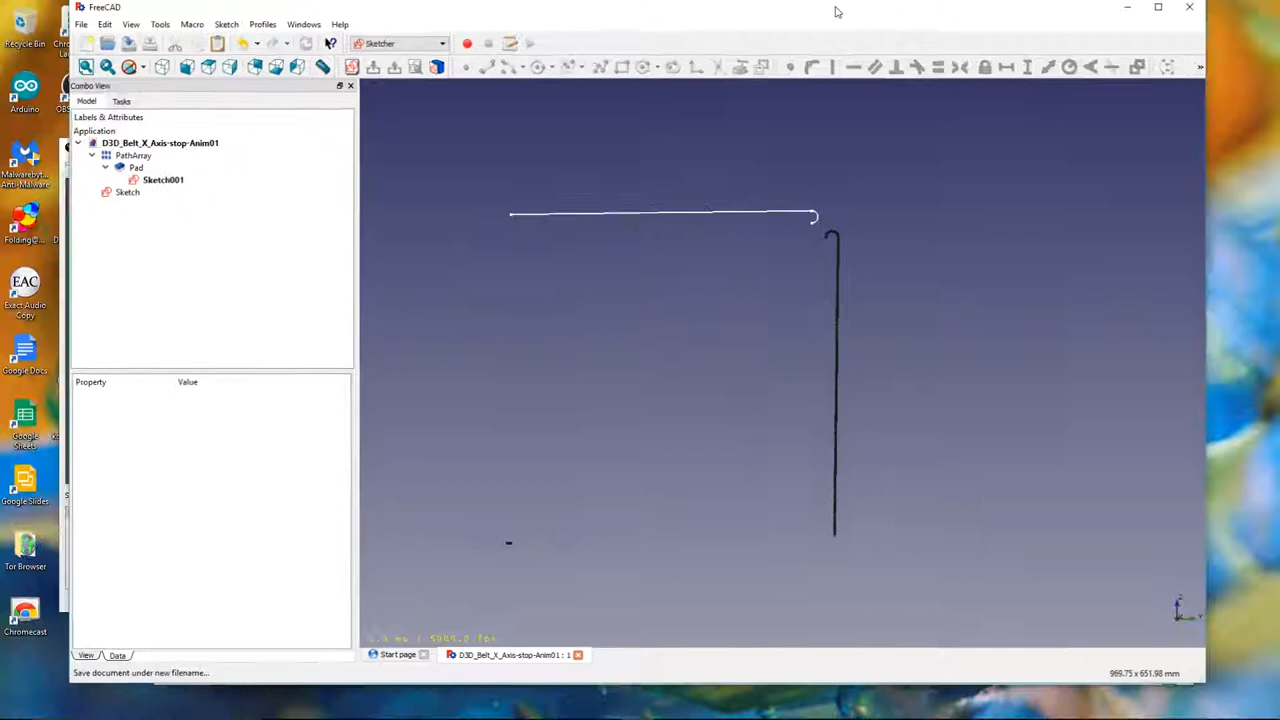 FreeCAD
File Edit View Tools Macro Sketch Profiles Windows Help
Sketcher
Combo View
Model Tasks
Labels & Attributes
Application
D3D_Belt_X_Axis-stop-Anim01
PathArray
Pad
Sketch001
Sketch
Property Value
View Data
Start page D3D_Belt_X_Axis-stop-Anim01 : 1
Save document under new filename...
969.75 x 651.98 mm
Recycle Bin
Arduino
Malwareby...
Anti-Malware
Folding@...
EAC
Exact Audio
Copy
Google Docs
Google
Sheets
Google Slides
Tor Browser
Chromecast